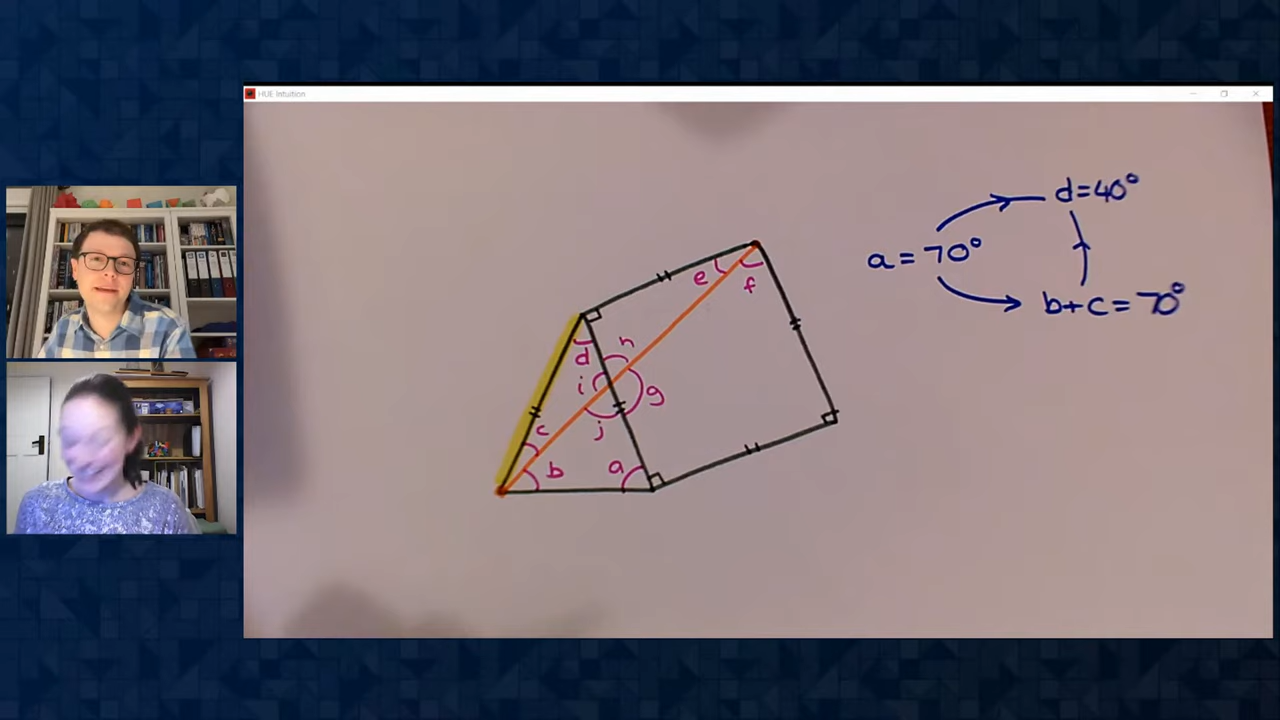 HUE Intuition
d=40°
a=70°
b+c=70°
e
f
d
h
i
g
c
j
b
a